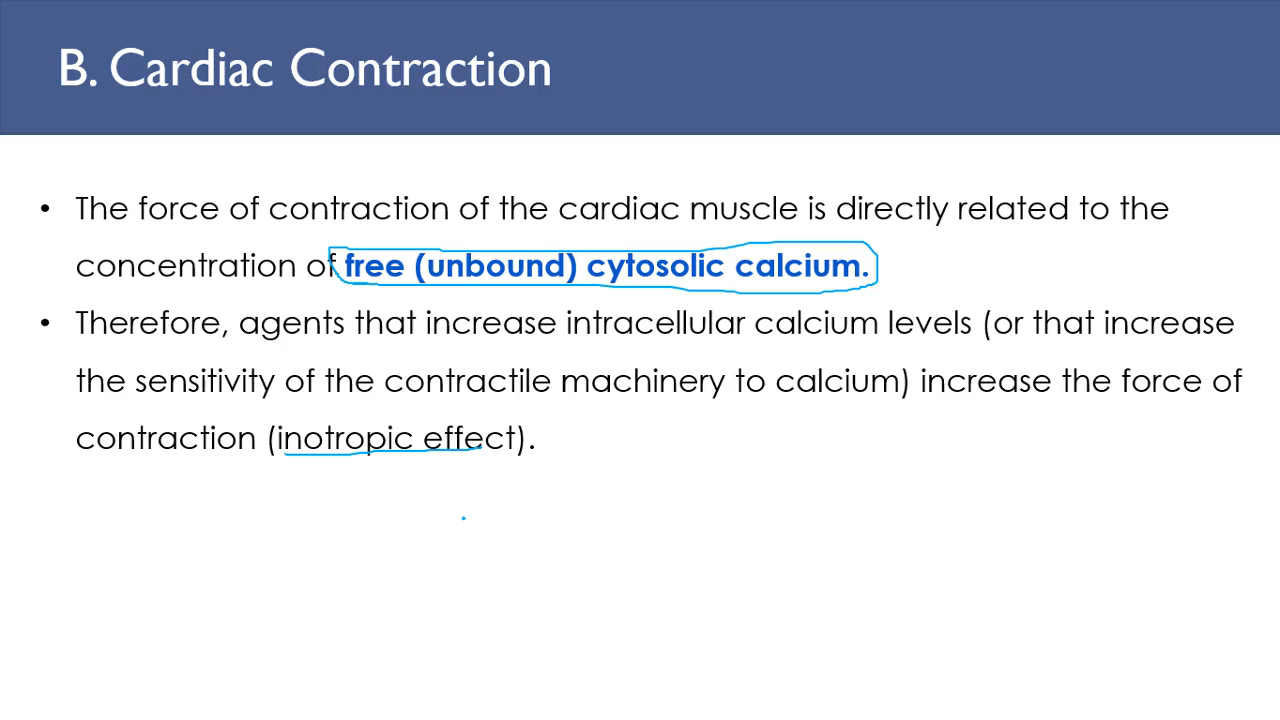 B. Cardiac Contraction
• The force of contraction of the cardiac muscle is directly related to the
concentration of free (unbound) cytosolic calcium.
• Therefore, agents that increase intracellular calcium levels (or that increase
the sensitivity of the contractile machinery to calcium) increase the force of
contraction (inotropic effect).